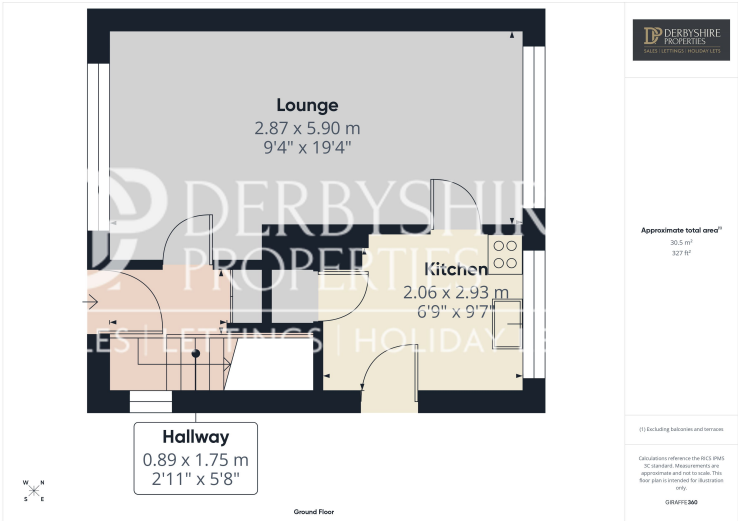 Lounge
2.87 x 5.90 m
9'4" x 19'4"
DERBYSHIRE
PROPERTIES
SALES | LETTINGS | HOLIDAY LETS
Kitchen
2.06 x 2.93 m
6'9" x 9'7"
Hallway
0.89 x 1.75 m
2'11" x 5'8"
W N
S E
Ground Floor
DP DERBYSHIRE
PROPERTIES
SALES | LETTINGS | HOLIDAY LETS
Approximate total area(1)
30.5 m²
327 ft²
(1) Excluding balconies and terraces
Calculations reference the RICS IPMS
3C standard. Measurements are
approximate and not to scale. This
floor plan is intended for illustration
only.
GIRAFFE360